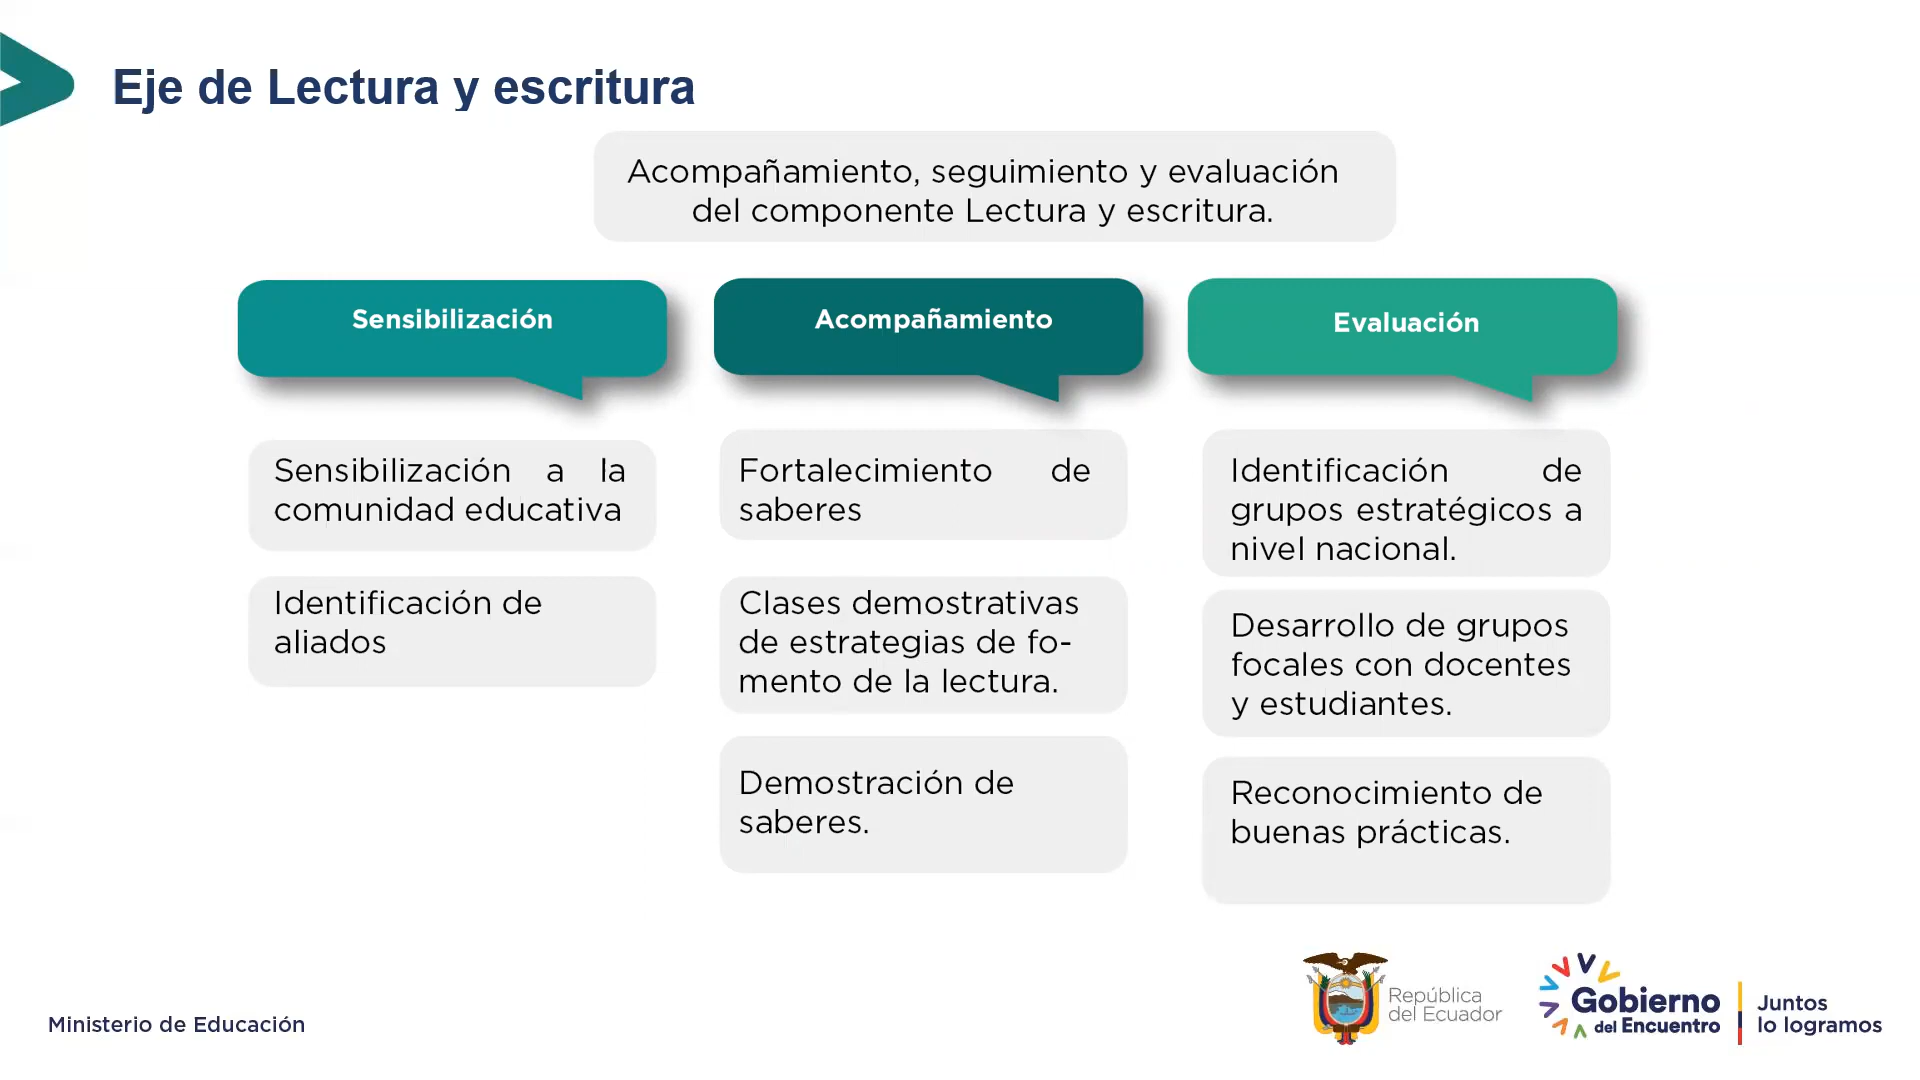 Eje de Lectura y escritura
Acompañamiento, seguimiento y evaluación
del componente Lectura y escritura.
Sensibilización
Sensibilización a la
comunidad educativa
Identificación de
aliados
Acompañamiento
Fortalecimiento de
saberes
Clases demostrativas
de estrategias de fo-
mento de la lectura.
Demostración de
saberes.
Evaluación
Identificación de
grupos estratégicos a
nivel nacional.
Desarrollo de grupos
focales con docentes
y estudiantes.
Reconocimiento de
buenas prácticas.
Ministerio de Educación
República
del Ecuador
Gobierno
del Encuentro
Juntos
lo logramos